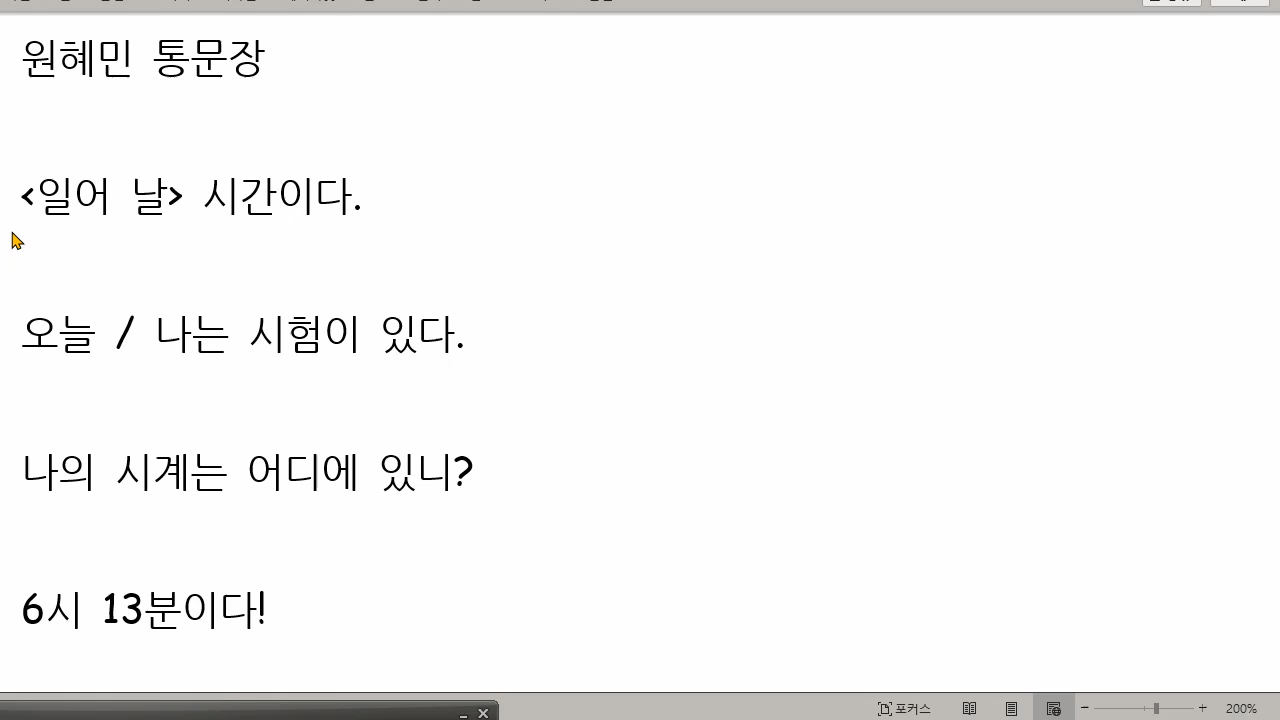 원혜민 통문장
<일어 날> 시간이다.
오늘 / 나는 시험이 있다.
나의 시계는 어디에 있니?
6시 13분이다!
포커스
200%